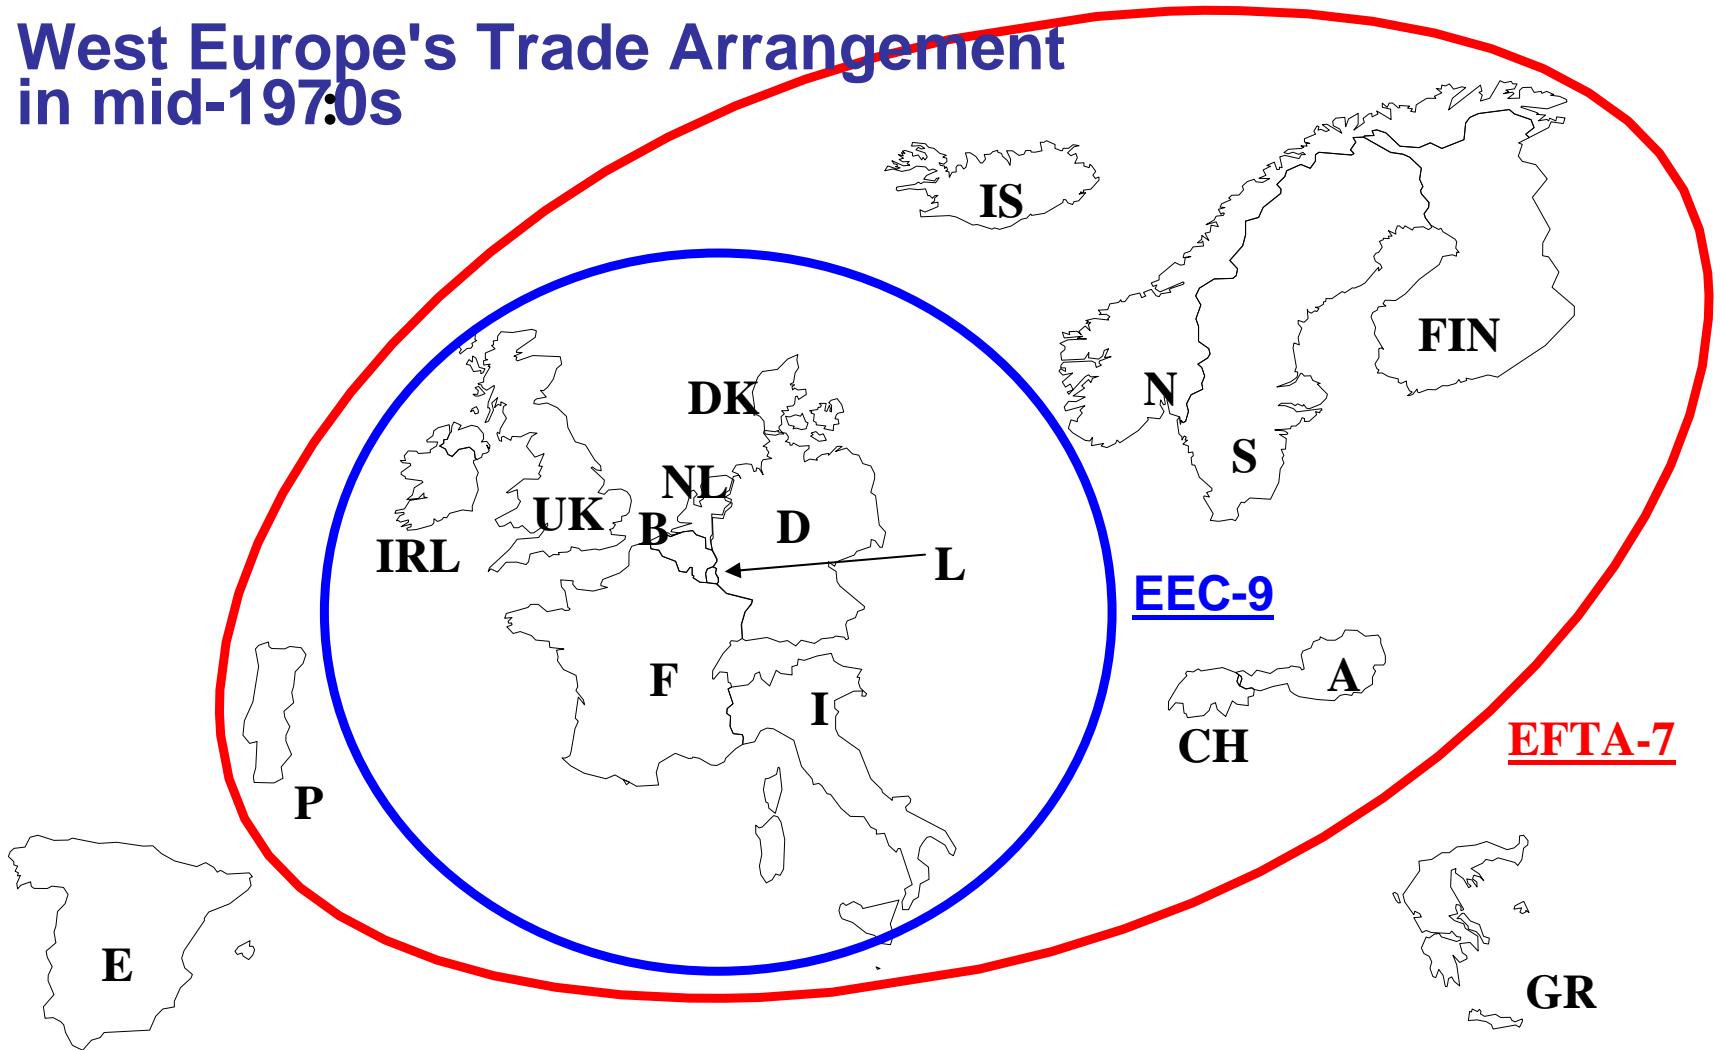 West Europe's Trade Arrangement
in mid-1970s
:
IS
FIN
N
DK
S
NL
UK
B
D
IRL
L
EEC-9
F
A
I
CH
EFTA-7
P
E
GR